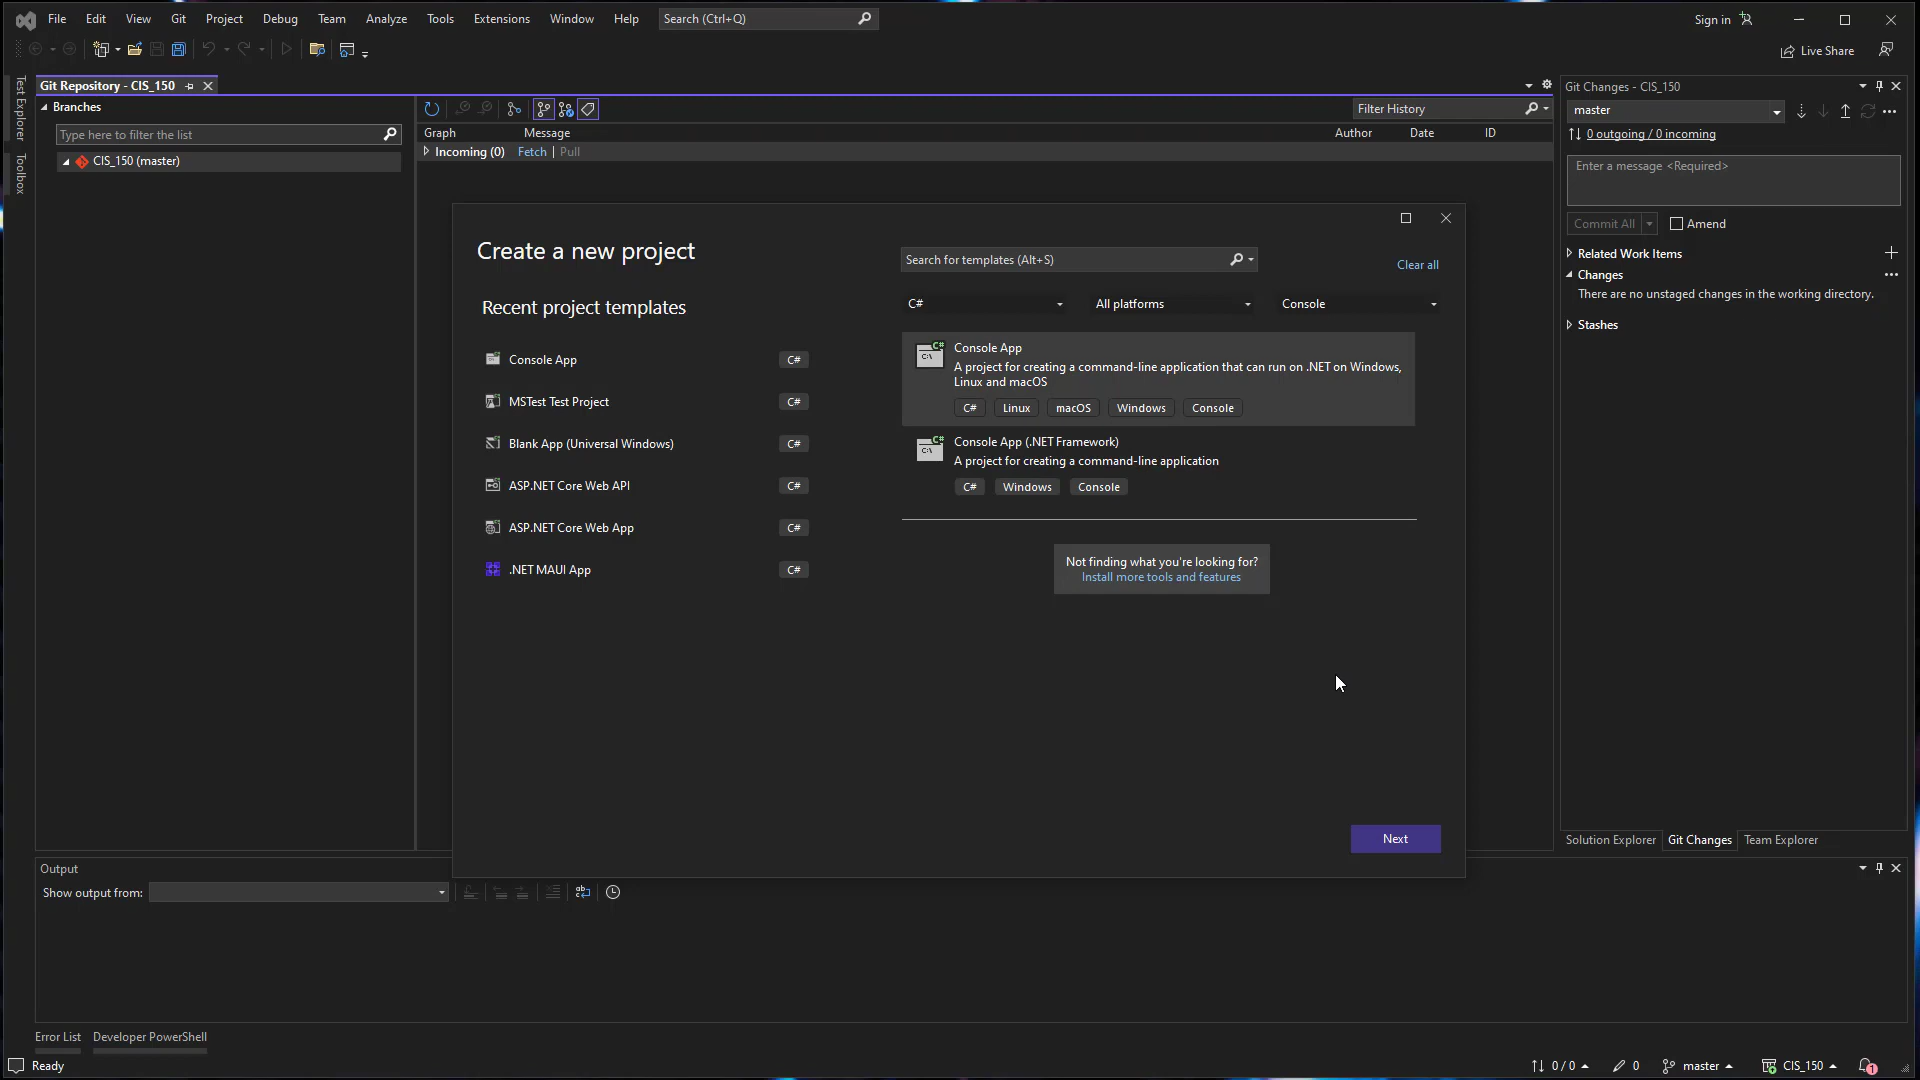 File Edit View Git Project Debug Team Analyze Tools Extensions Window Help Search (Ctrl+Q)
Sign in
Live Share
Test Explorer
Toolbox
Git Repository - CIS_150
Branches
Type here to filter the list
CIS_150 (master)
Filter History
Graph Message Author Date ID
Incoming (0) Fetch | Pull
Create a new project
Recent project templates
Console App C#
MSTest Test Project C#
Blank App (Universal Windows) C#
ASP.NET Core Web API C#
ASP.NET Core Web App C#
.NET MAUI App C#
Search for templates (Alt+S)
Clear all
C# All platforms Console
Console App
A project for creating a command-line application that can run on .NET on Windows,
Linux and macOS
C# Linux macOS Windows Console
Console App (.NET Framework)
A project for creating a command-line application
C# Windows Console
Not finding what you're looking for?
Install more tools and features
Next
Git Changes - CIS_150
master
0 outgoing / 0 incoming
Enter a message <Required>
Commit All Amend
Related Work Items
Changes
There are no unstaged changes in the working directory.
Stashes
Solution Explorer Git Changes Team Explorer
Output
Show output from:
Error List Developer PowerShell
Ready
0 / 0 0 master CIS_150 1